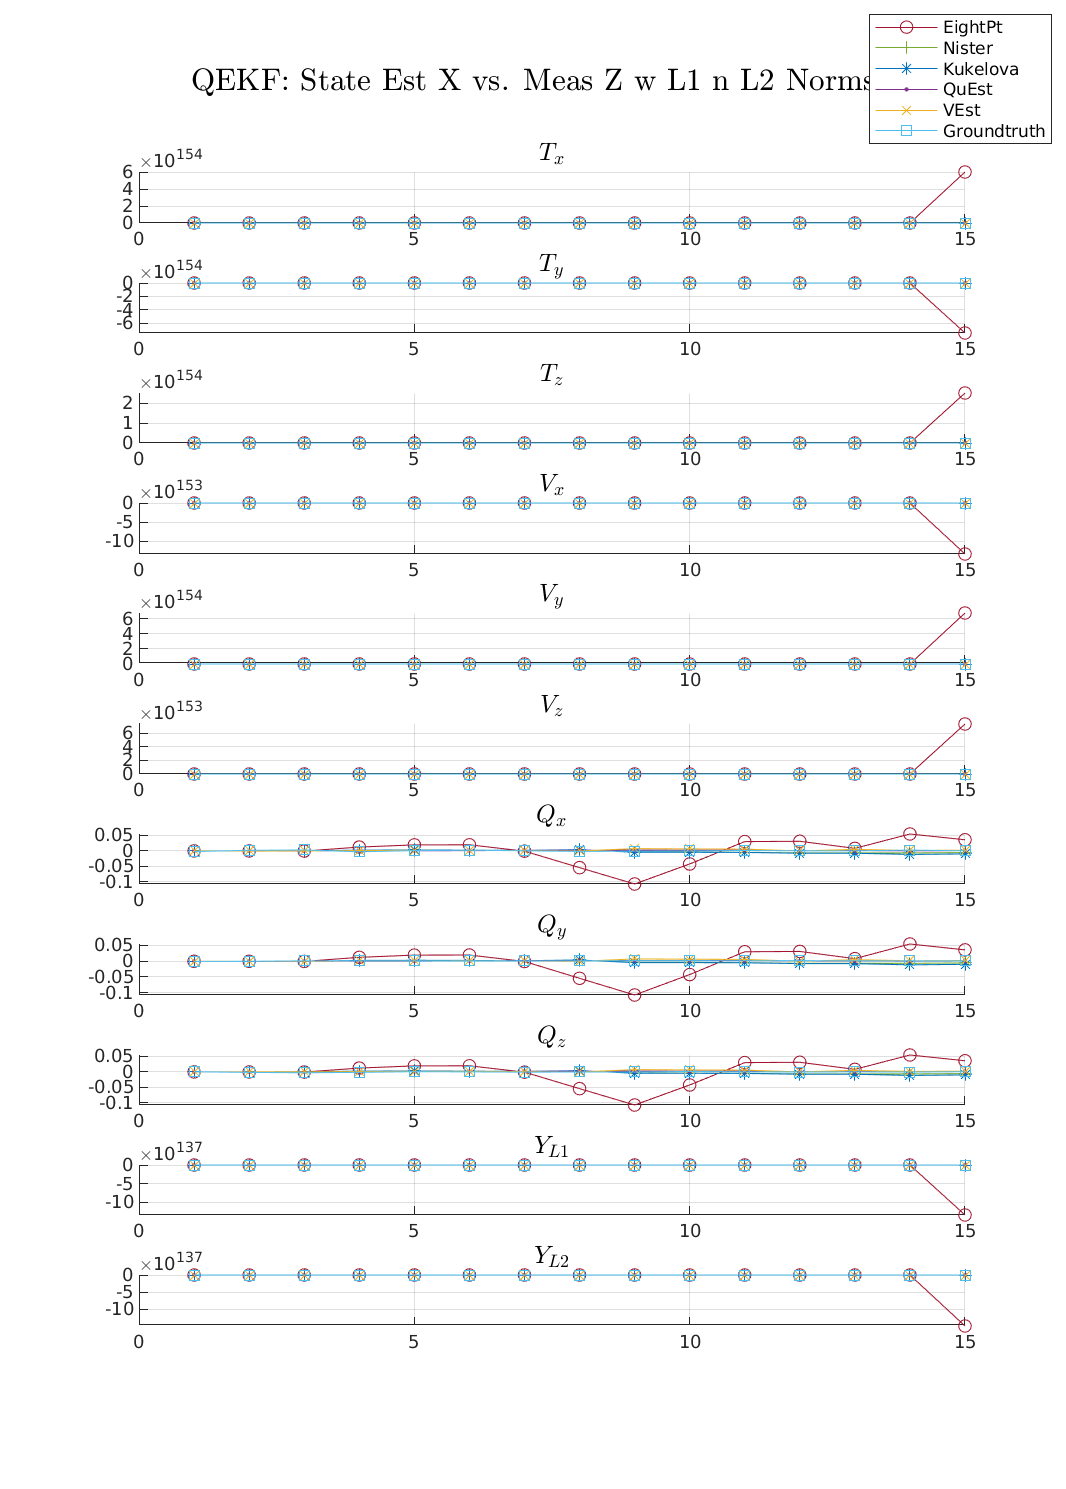 EightPt
Nister
Kukelova
QuEst
VEst
Groundtruth
QEKF: State Est X vs. Meas Z w L1 n L2 Norms
×10^154
T_x
6
4
2
0
0 5 10 15
×10^154
T_y
0
-2
-4
-6
0 5 10 15
×10^154
T_z
2
1
0
0 5 10 15
×10^153
V_x
0
-5
-10
0 5 10 15
×10^154
V_y
6
4
2
0
0 5 10 15
×10^153
V_z
6
4
2
0
0 5 10 15
Q_x
0.05
0
-0.05
-0.1
0 5 10 15
Q_y
0.05
0
-0.05
-0.1
0 5 10 15
Q_z
0.05
0
-0.05
-0.1
0 5 10 15
×10^137
Y_L1
0
-5
-10
0 5 10 15
×10^137
Y_L2
0
-5
-10
0 5 10 15